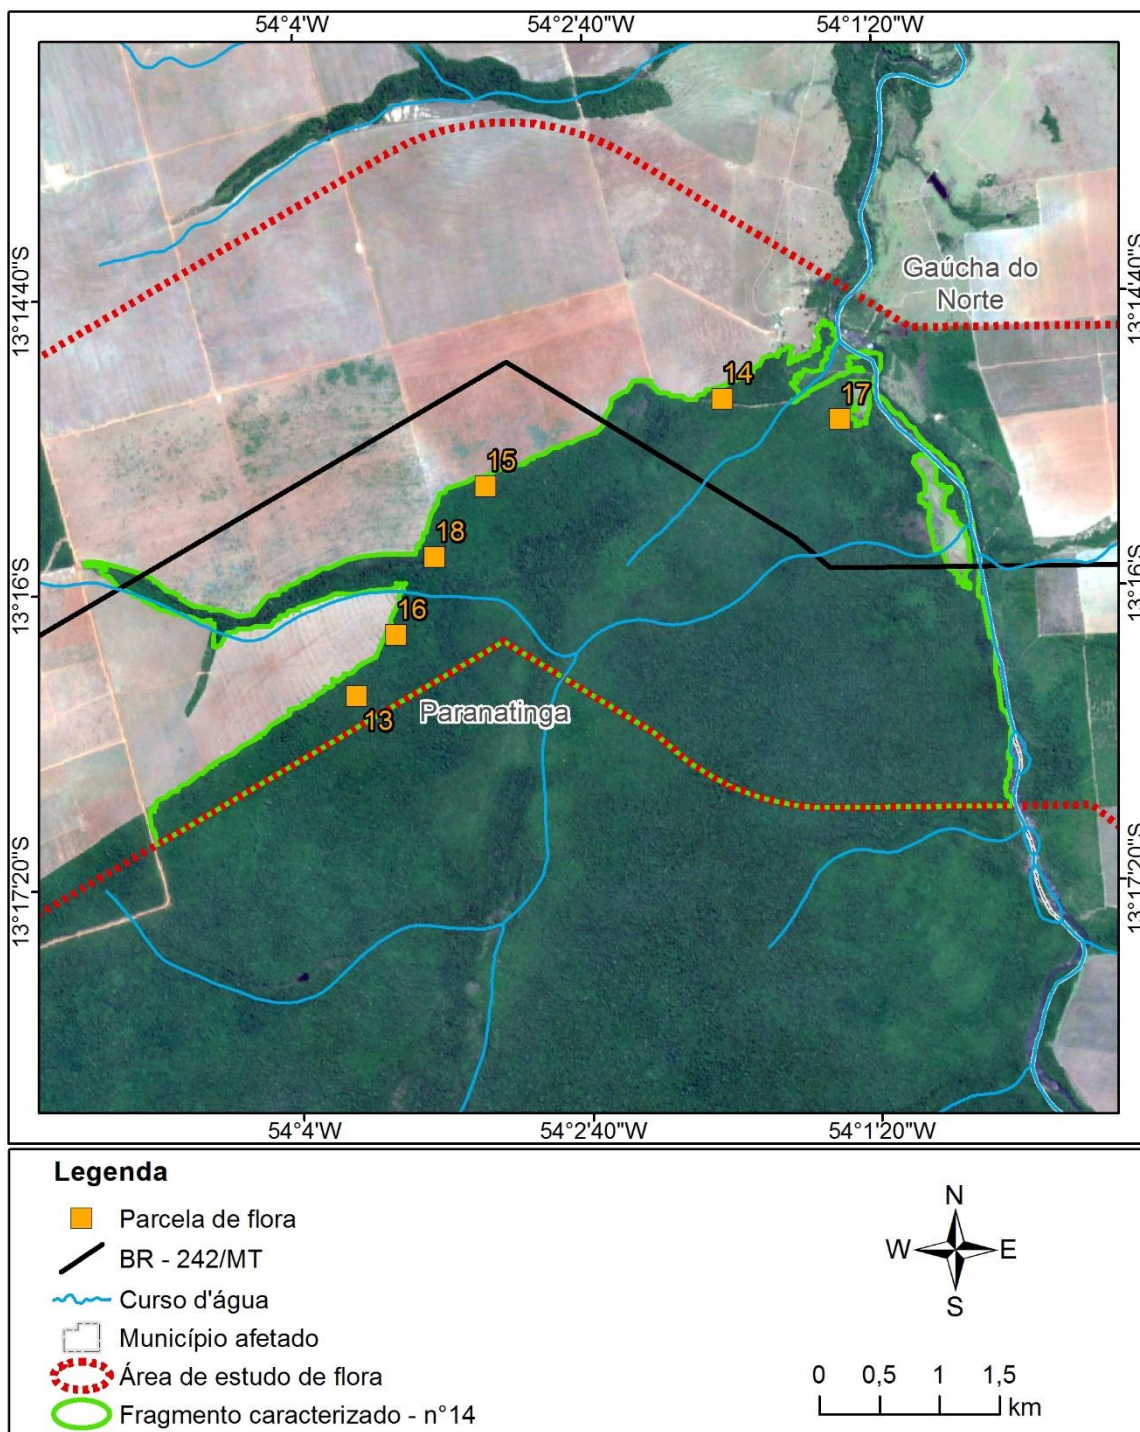 54°4'W 54°2'40"W 54°1'20"W
13°14'40"S
13°14'40"S
Gaúcha do
Norte
14
17
15
18
13°16'S
13°16'S
16
13
Paranatinga
13°17'20"S
13°17'20"S
54°4'W 54°2'40"W 54°1'20"W
Legenda
Parcela de flora
BR - 242/MT
Curso d'água
Município afetado
Área de estudo de flora
Fragmento caracterizado - n°14
N
W E
S
0 0,5 1 1,5
km